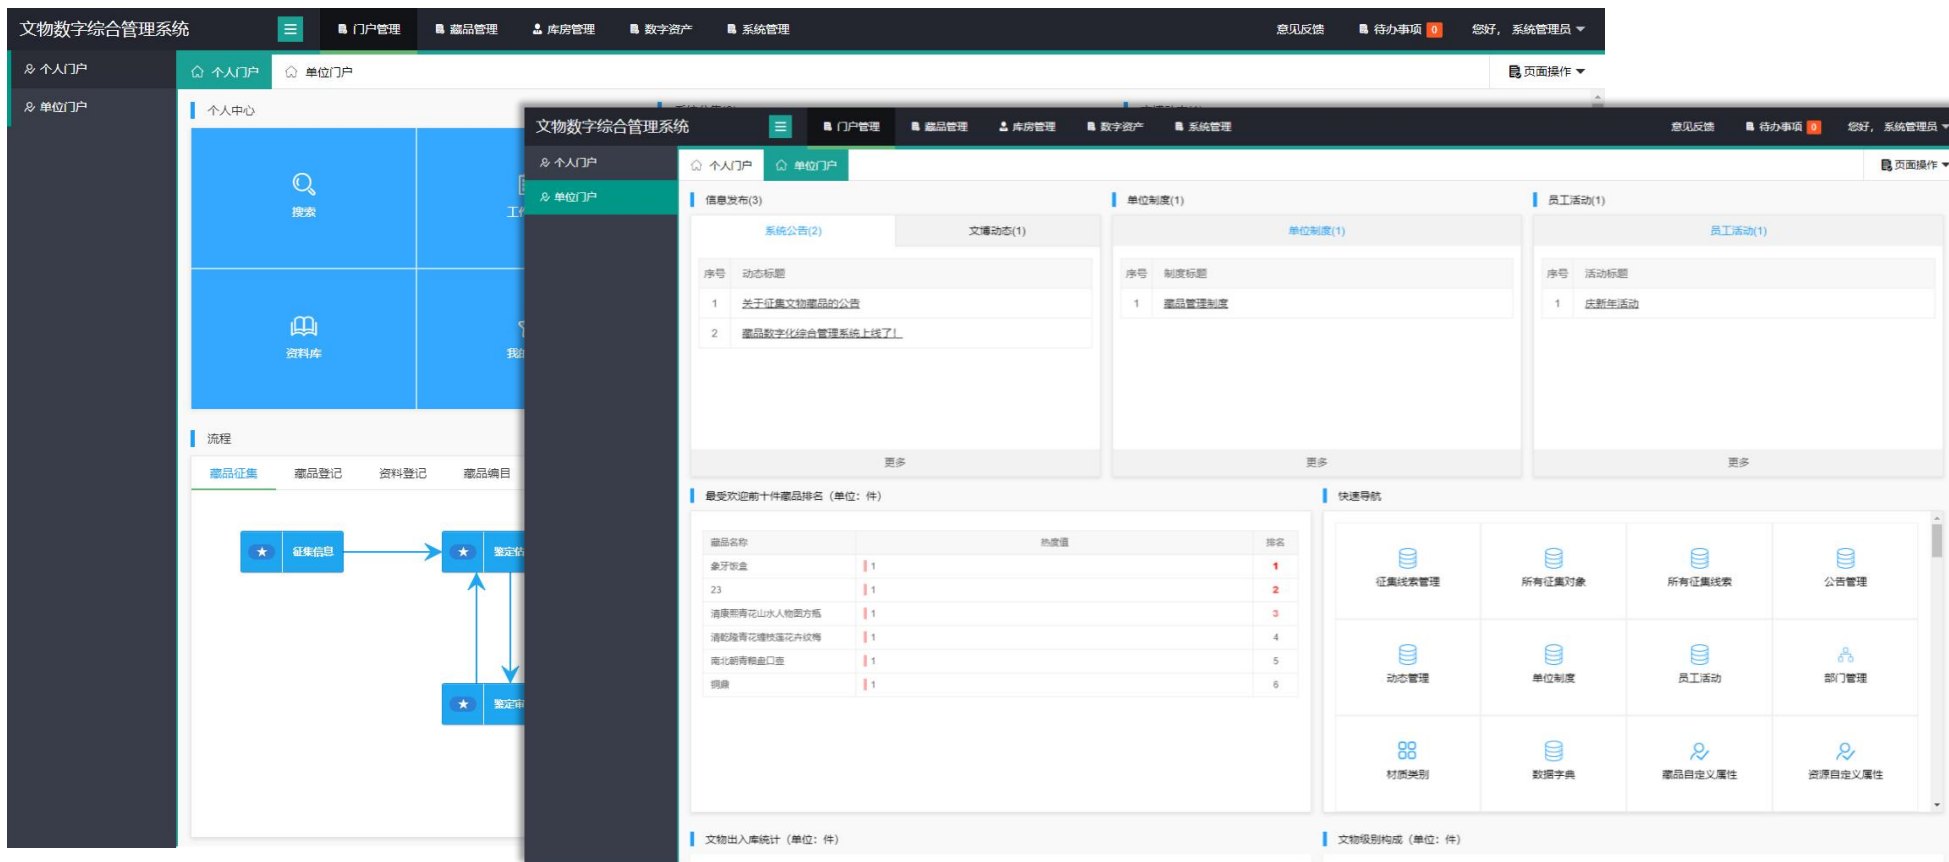 文物数字综合管理系统
门户管理
藏品管理
库房管理
数字资产
系统管理
意见反馈
待办事项 0
您好，系统管理员
个人门户
单位门户
个人门户
单位门户
页面操作
个人中心
搜索
资料库
流程
藏品征集
藏品登记
资料登记
藏品编目
征集信息
文物数字综合管理系统
门户管理
藏品管理
库房管理
数字资产
系统管理
意见反馈
待办事项 0
您好，系统管理员
个人门户
单位门户
个人门户
单位门户
页面操作
信息发布(3)
系统公告(2)
文博动态(1)
序号 动态标题
1 关于征集文物藏品的公告
2 藏品数字化综合管理系统上线了！
更多
单位制度(1)
单位制度(1)
序号 制度标题
1 藏品管理制度
更多
员工活动(1)
员工活动(1)
序号 活动标题
1 庆新年活动
更多
最受欢迎前十件藏品排名（单位：件）
藏品名称 热度值 排名
象牙饭盒 1 1
23 1 2
清康熙青花山水人物图方瓶 1 3
清乾隆青花缠枝莲花卉纹梅 1 4
南北朝青釉盘口壶 1 5
铜鼎 1 6
快速导航
征集线索管理
所有征集对象
所有征集线索
公告管理
动态管理
单位制度
员工活动
部门管理
材质类别
数据字典
藏品自定义属性
资源自定义属性
文物出入库统计（单位：件）
文物级别构成（单位：件）